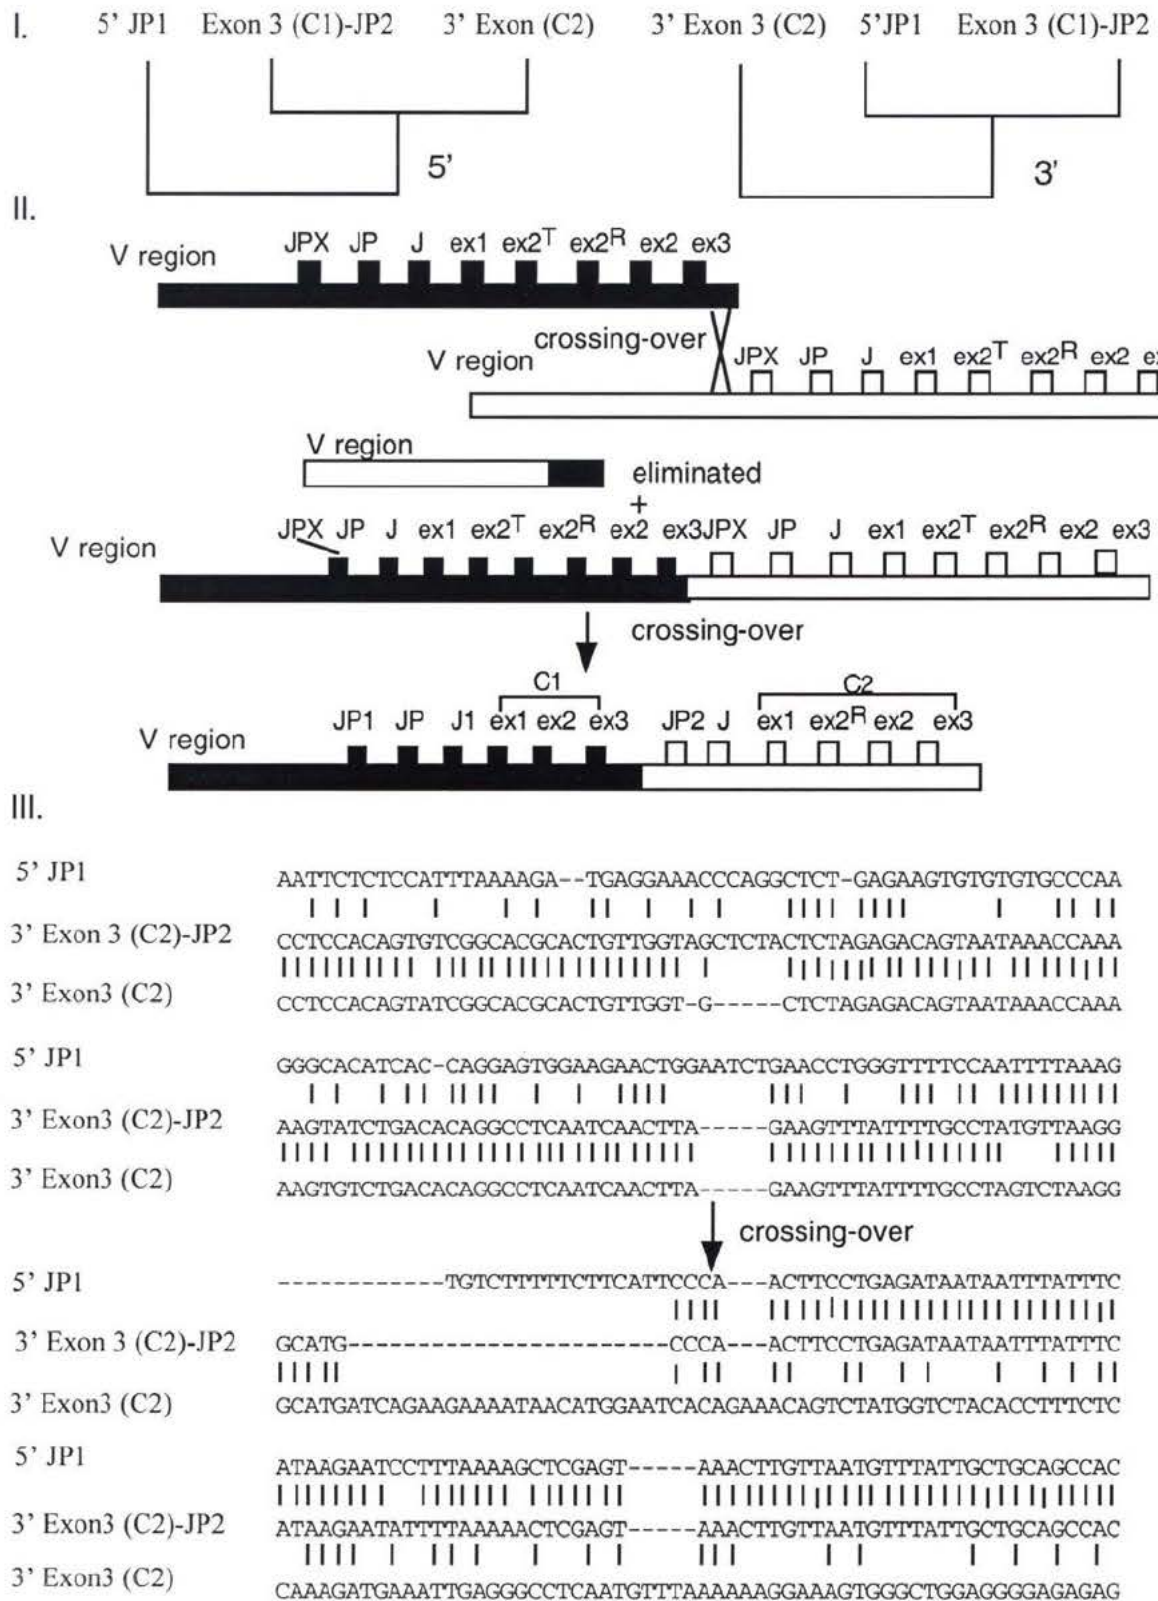 I.
5' JP1 Exon 3 (C1)-JP2 3' Exon (C2) 3' Exon 3 (C2) 5'JP1 Exon 3 (C1)-JP2
5' 3'
II.
V region JPX JP J ex1 ex2T ex2R ex2 ex3
crossing-over
V region JPX JP J ex1 ex2T ex2R ex2
V region
eliminated
+
V region JPX JP J ex1 ex2T ex2R ex2 ex3 JPX JP J ex1 ex2T ex2R ex2 ex3
crossing-over
C1 C2
V region JP1 JP J1 ex1 ex2 ex3 JP2 J ex1 ex2R ex2 ex3
III.
5' JP1 AATTCTCTCCATTTAAAAGA--TGAGGAAACCCAGGCTCT-GAGAAGTGTGTGTGCCCAA
3' Exon 3 (C2)-JP2 CCTCCACAGTGTCGGCACGCACTGTTGGTAGCTCTACTCTAGAGACAGTAATAAACCAAA
3' Exon3 (C2) CCTCCACAGTATCGGCACGCACTGTTGGT-G-----CTCTAGAGACAGTAATAAACCAAA
5' JP1 GGGCACATCAC-CAGGAGTGGAAGAACTGGAATCTGAACCTGGGTTTTCCAATTTTAAAG
3' Exon3 (C2)-JP2 AAGTATCTGACACAGGCCTCAATCAACTTA-----GAAGTTTATTTTGCCTATGTTAAGG
3' Exon3 (C2) AAGTGTCTGACACAGGCCTCAATCAACTTA-----GAAGTTTATTTTGCCTAGTCTAAGG
crossing-over
5' JP1 ------------TGTCTTTTTCTTCATTCCCA---ACTTCCTGAGATAATAATTTATTTC
3' Exon 3 (C2)-JP2 GCATG-----------------------CCCA---ACTTCCTGAGATAATAATTTATTTC
3' Exon3 (C2) GCATGATCAGAAGAAAATAACATGGAATCACAGAAACAGTCTATGGTCTACACCTTTCTC
5' JP1 ATAAGAATCCTTTAAAAGCTCGAGT-----AAACTTGTTAATGTTTATTGCTGCAGCCAC
3' Exon3 (C2)-JP2 ATAAGAATATTTTAAAAACTCGAGT-----AAACTTGTTAATGTTTATTGCTGCAGCCAC
3' Exon3 (C2) CAAAGATGAAATTGAGGGCCTCAATGTTTAAAAAAAGGAAAGTGGGCTGGAGGGGAGAGAG